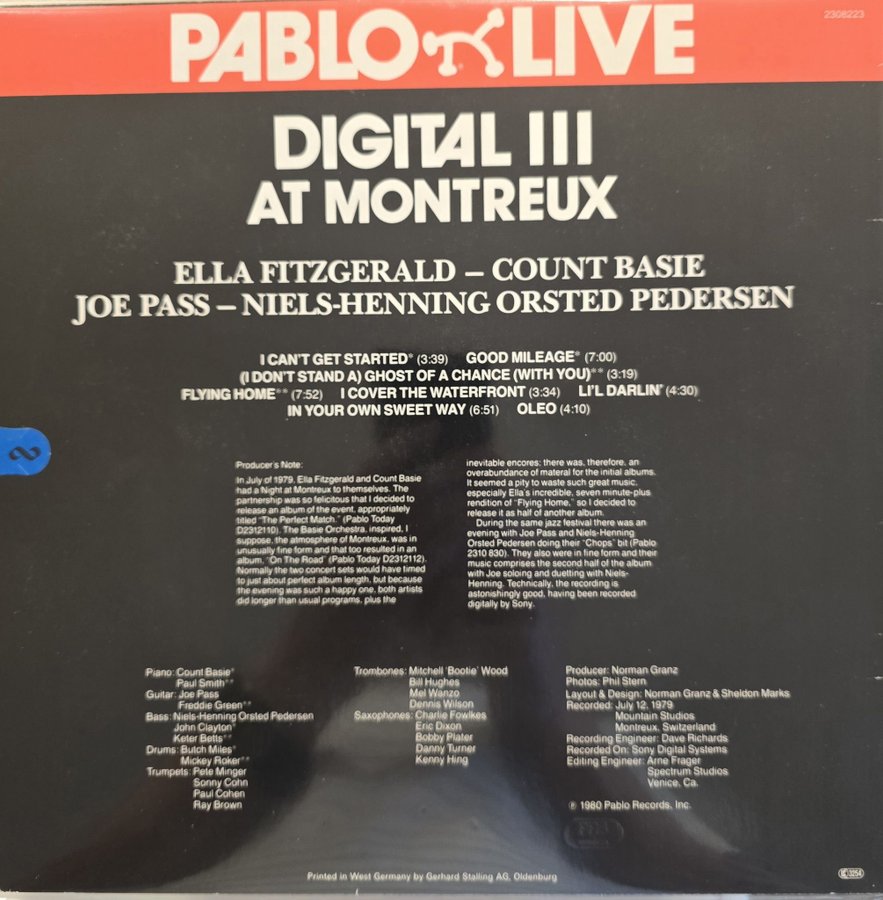 2308223
PABLO LIVE
DIGITAL III
AT MONTREUX
ELLA FITZGERALD – COUNT BASIE
JOE PASS – NIELS-HENNING ORSTED PEDERSEN
I CAN'T GET STARTED* (3:39) GOOD MILEAGE* (7:00)
(I DON'T STAND A) GHOST OF A CHANCE (WITH YOU)** (3:19)
FLYING HOME** (7:52) I COVER THE WATERFRONT (3:34) LI'L DARLIN' (4:30)
IN YOUR OWN SWEET WAY (6:51) OLEO (4:10)
Producer's Note:
In July of 1979, Ella Fitzgerald and Count Basie
had a Night at Montreux to themselves. The
partnership was so felicitous that I decided to
release an album of the event, appropriately
titled "The Perfect Match." (Pablo Today
D2312110). The Basie Orchestra, inspired, I
suppose, the atmosphere of Montreux, was in
unusually fine form and that too resulted in an
album, "On The Road" (Pablo Today D2312112).
Normally the two concert sets would have timed
to just about perfect album length, but because
the evening was such a happy one, both artists
did longer than usual programs, plus the
inevitable encores; there was, therefore, an
overabundance of materal for the initial albums.
It seemed a pity to waste such great music,
especially Ella's incredible, seven minute-plus
rendition of "Flying Home," so I decided to
release it as half of another album.
During the same jazz festival there was an
evening with Joe Pass and Niels-Henning
Orsted Pedersen doing their "Chops" bit (Pablo
2310 830). They also were in fine form and their
music comprises the second half of the album
with Joe soloing and duetting with Niels-
Henning. Technically, the recording is
astonishingly good, having been recorded
digitally by Sony.
Piano: Count Basie*
Paul Smith**
Guitar: Joe Pass
Freddie Green**
Bass: Niels-Henning Orsted Pedersen
John Clayton*
Keter Betts**
Drums: Butch Miles*
Mickey Roker**
Trumpets: Pete Minger
Sonny Cohn
Paul Cohen
Ray Brown
Trombones: Mitchell 'Bootie' Wood
Bill Hughes
Mel Wanzo
Dennis Wilson
Saxophones: Charlie Fowlkes
Eric Dixon
Bobby Plater
Danny Turner
Kenny Hing
Producer: Norman Granz
Photos: Phil Stern
Layout & Design: Norman Granz & Sheldon Marks
Recorded: July 12, 1979
Mountain Studios
Montreux, Switzerland
Recording Engineer: Dave Richards
Recorded On: Sony Digital Systems
Editing Engineer: Arne Frager
Spectrum Studios
Venice, Ca.
℗ 1980 Pablo Records, Inc.
Printed in West Germany by Gerhard Stalling AG, Oldenburg
3254